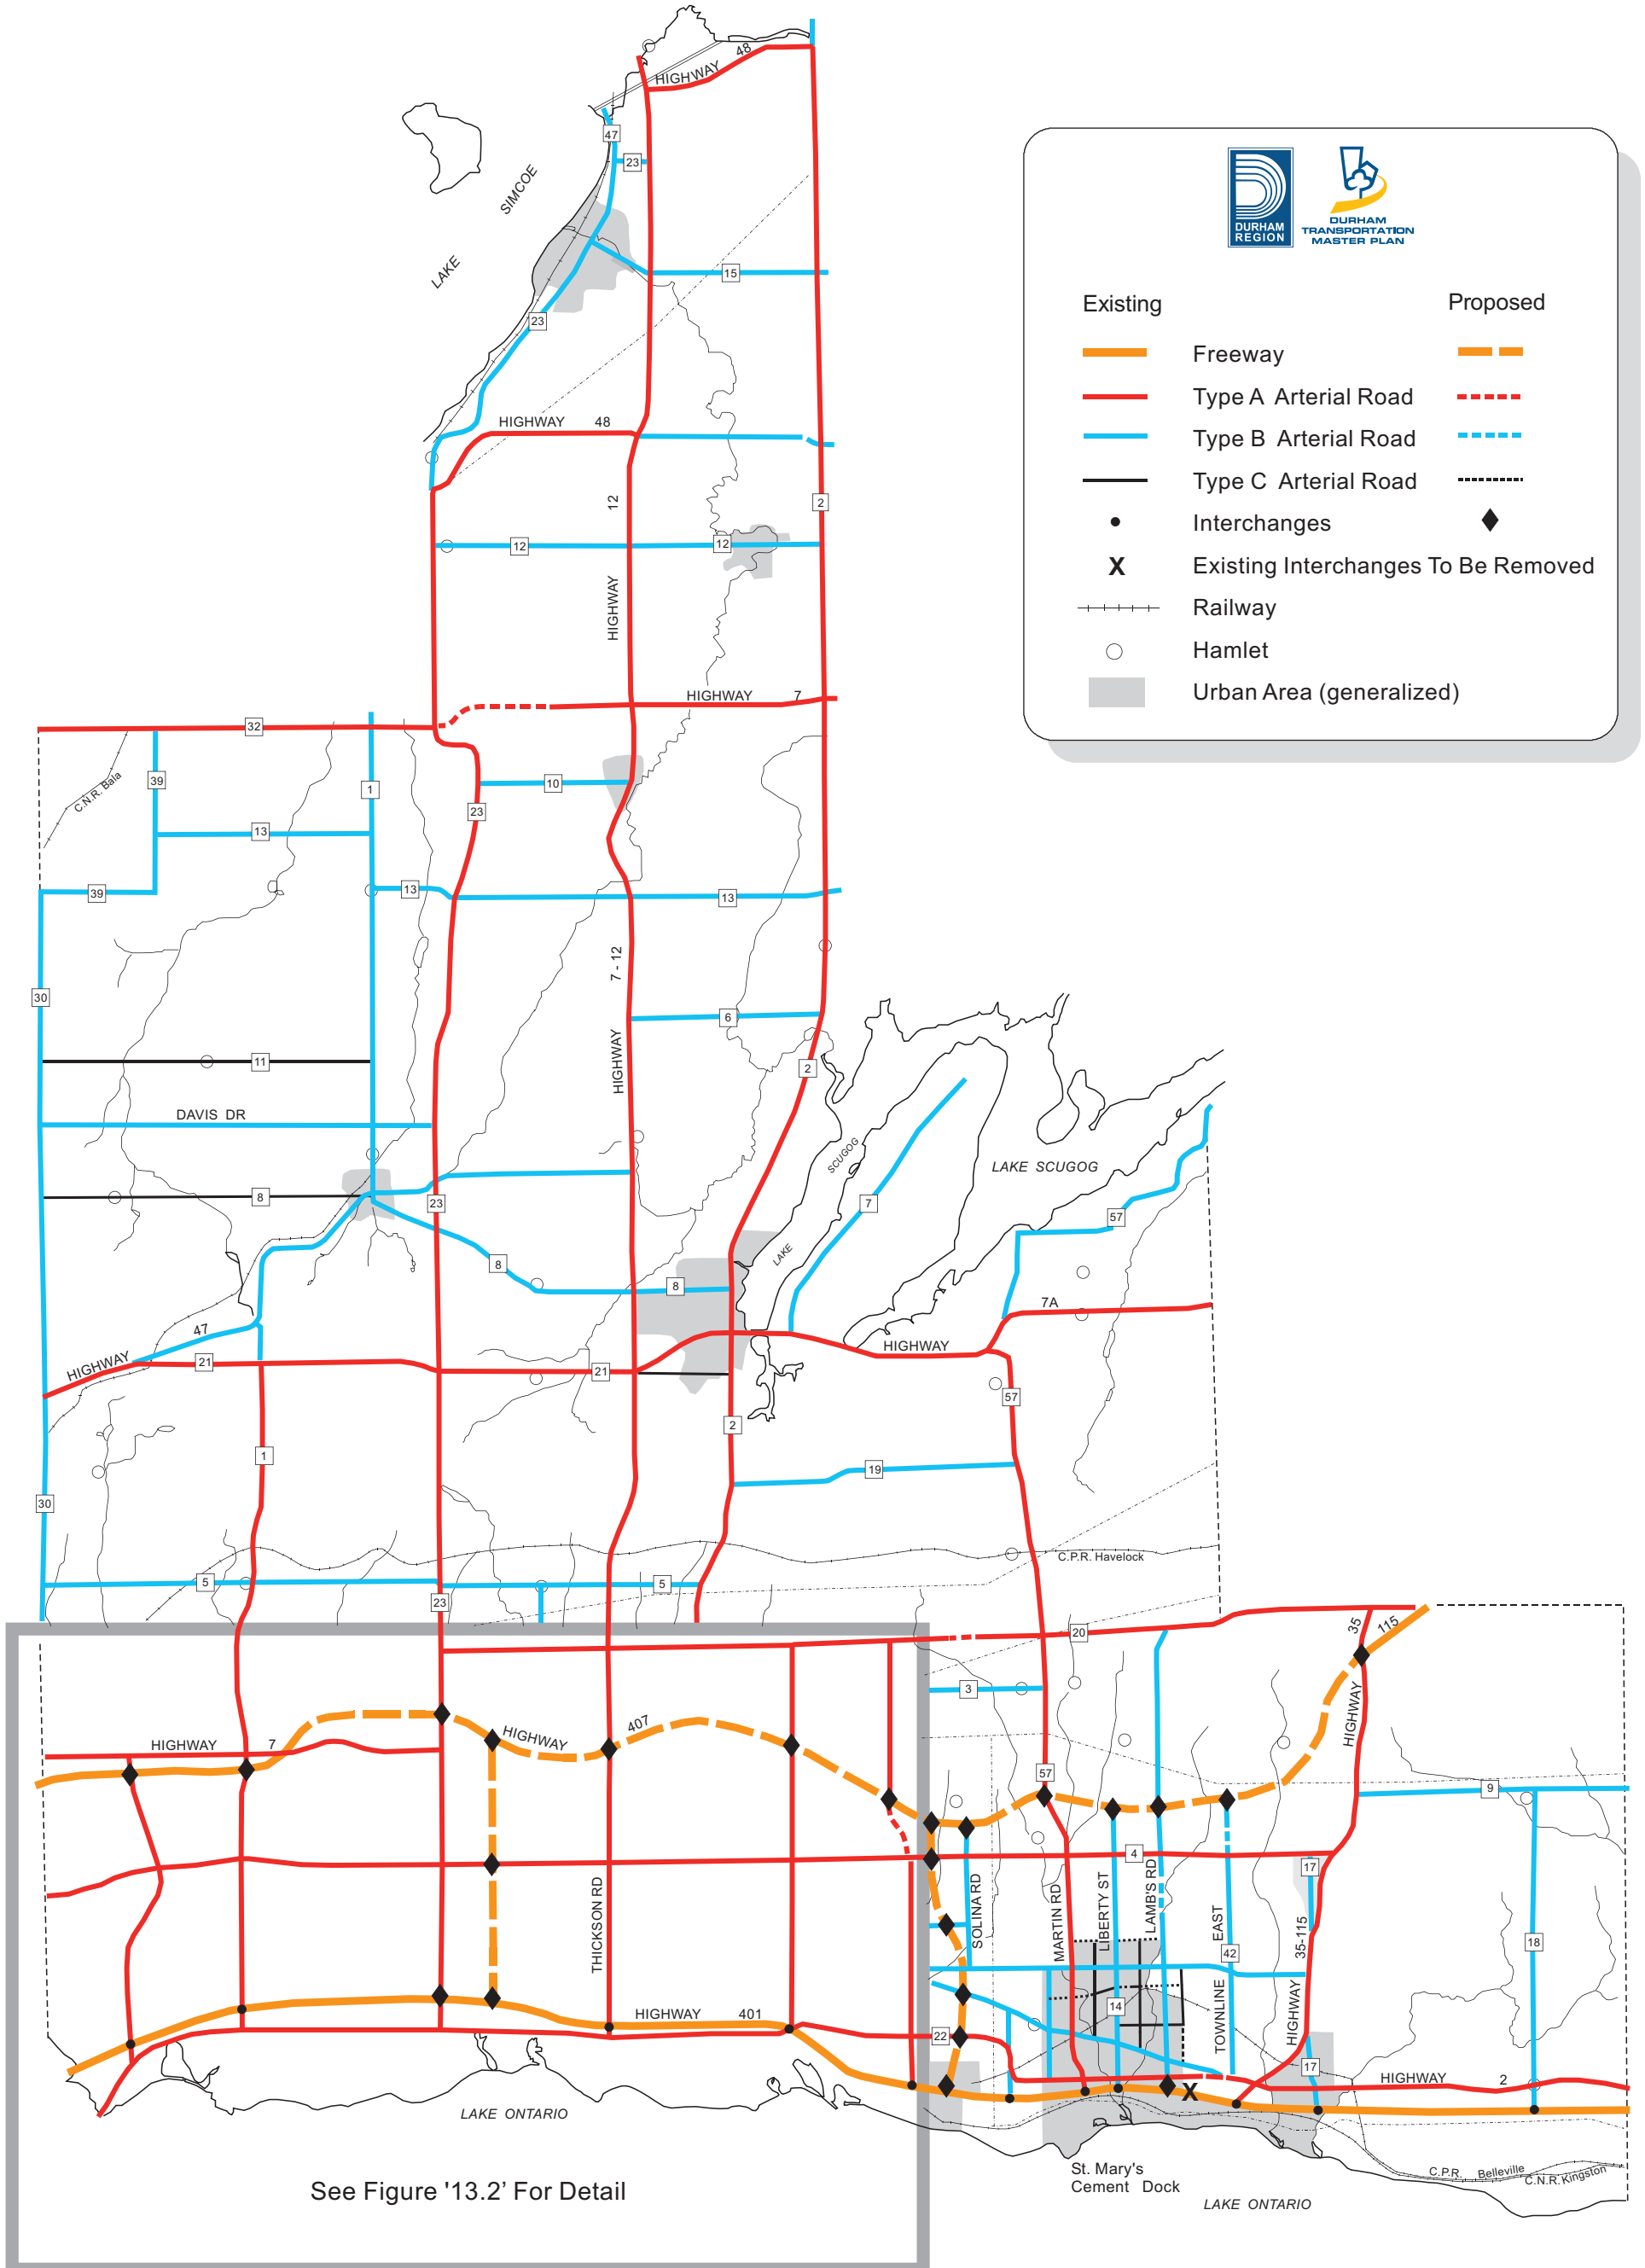 HIGHWAY 48
47
23
LAKE SIMCOE
15
23
HIGHWAY 48
12
2
12
12
HIGHWAY
HIGHWAY 7
32
C.N.R. Bala
39
1
10
23
13
39
13
13
7 - 12
HIGHWAY
30
6
11
2
DAVIS DR
LAKE SCUGOG
LAKE SCUGOG
7
8
23
57
8
8
7A
47
HIGHWAY
HIGHWAY
21
21
57
1
2
19
30
C.P.R. Havelock
5
5
23
20
35
115
3
HIGHWAY
407
HIGHWAY
HIGHWAY 7
57
9
4
17
THICKSON RD
SOLINA RD
MARTIN RD
LIBERTY ST
LAMB'S RD
TOWNLINE EAST
42
HIGHWAY 35-115
18
14
HIGHWAY 401
22
17
HIGHWAY 2
LAKE ONTARIO
St. Mary's
Cement Dock
C.P.R. Belleville
C.N.R. Kingston
LAKE ONTARIO
See Figure '13.2' For Detail
DURHAM
REGION
DURHAM
TRANSPORTATION
MASTER PLAN
Existing Proposed
Freeway
Type A Arterial Road
Type B Arterial Road
Type C Arterial Road
Interchanges
X Existing Interchanges To Be Removed
Railway
Hamlet
Urban Area (generalized)
X